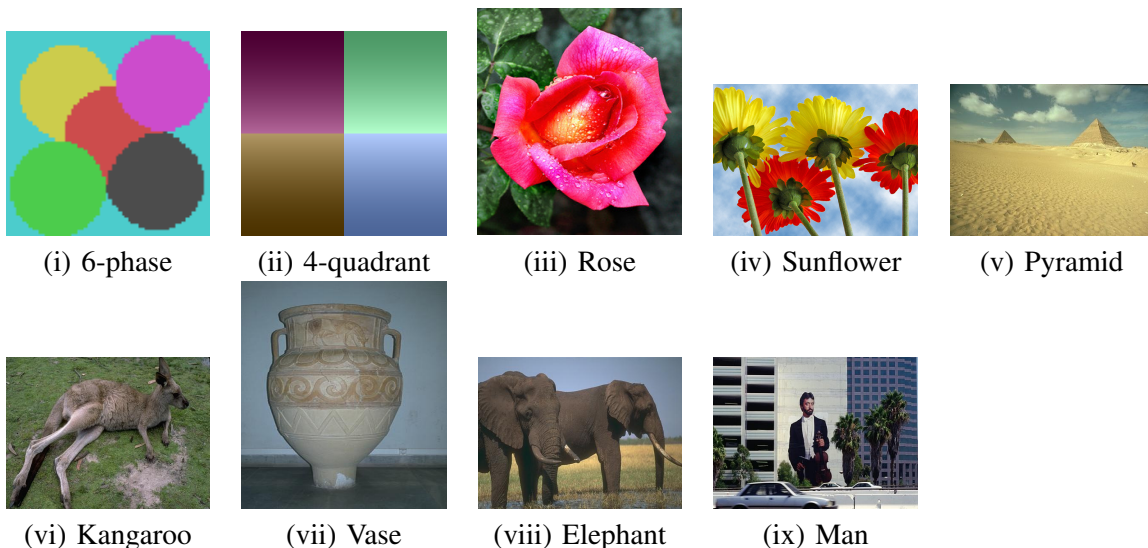 (i) 6-phase
(ii) 4-quadrant
(iii) Rose
(iv) Sunflower
(v) Pyramid
(vi) Kangaroo
(vii) Vase
(viii) Elephant
(ix) Man